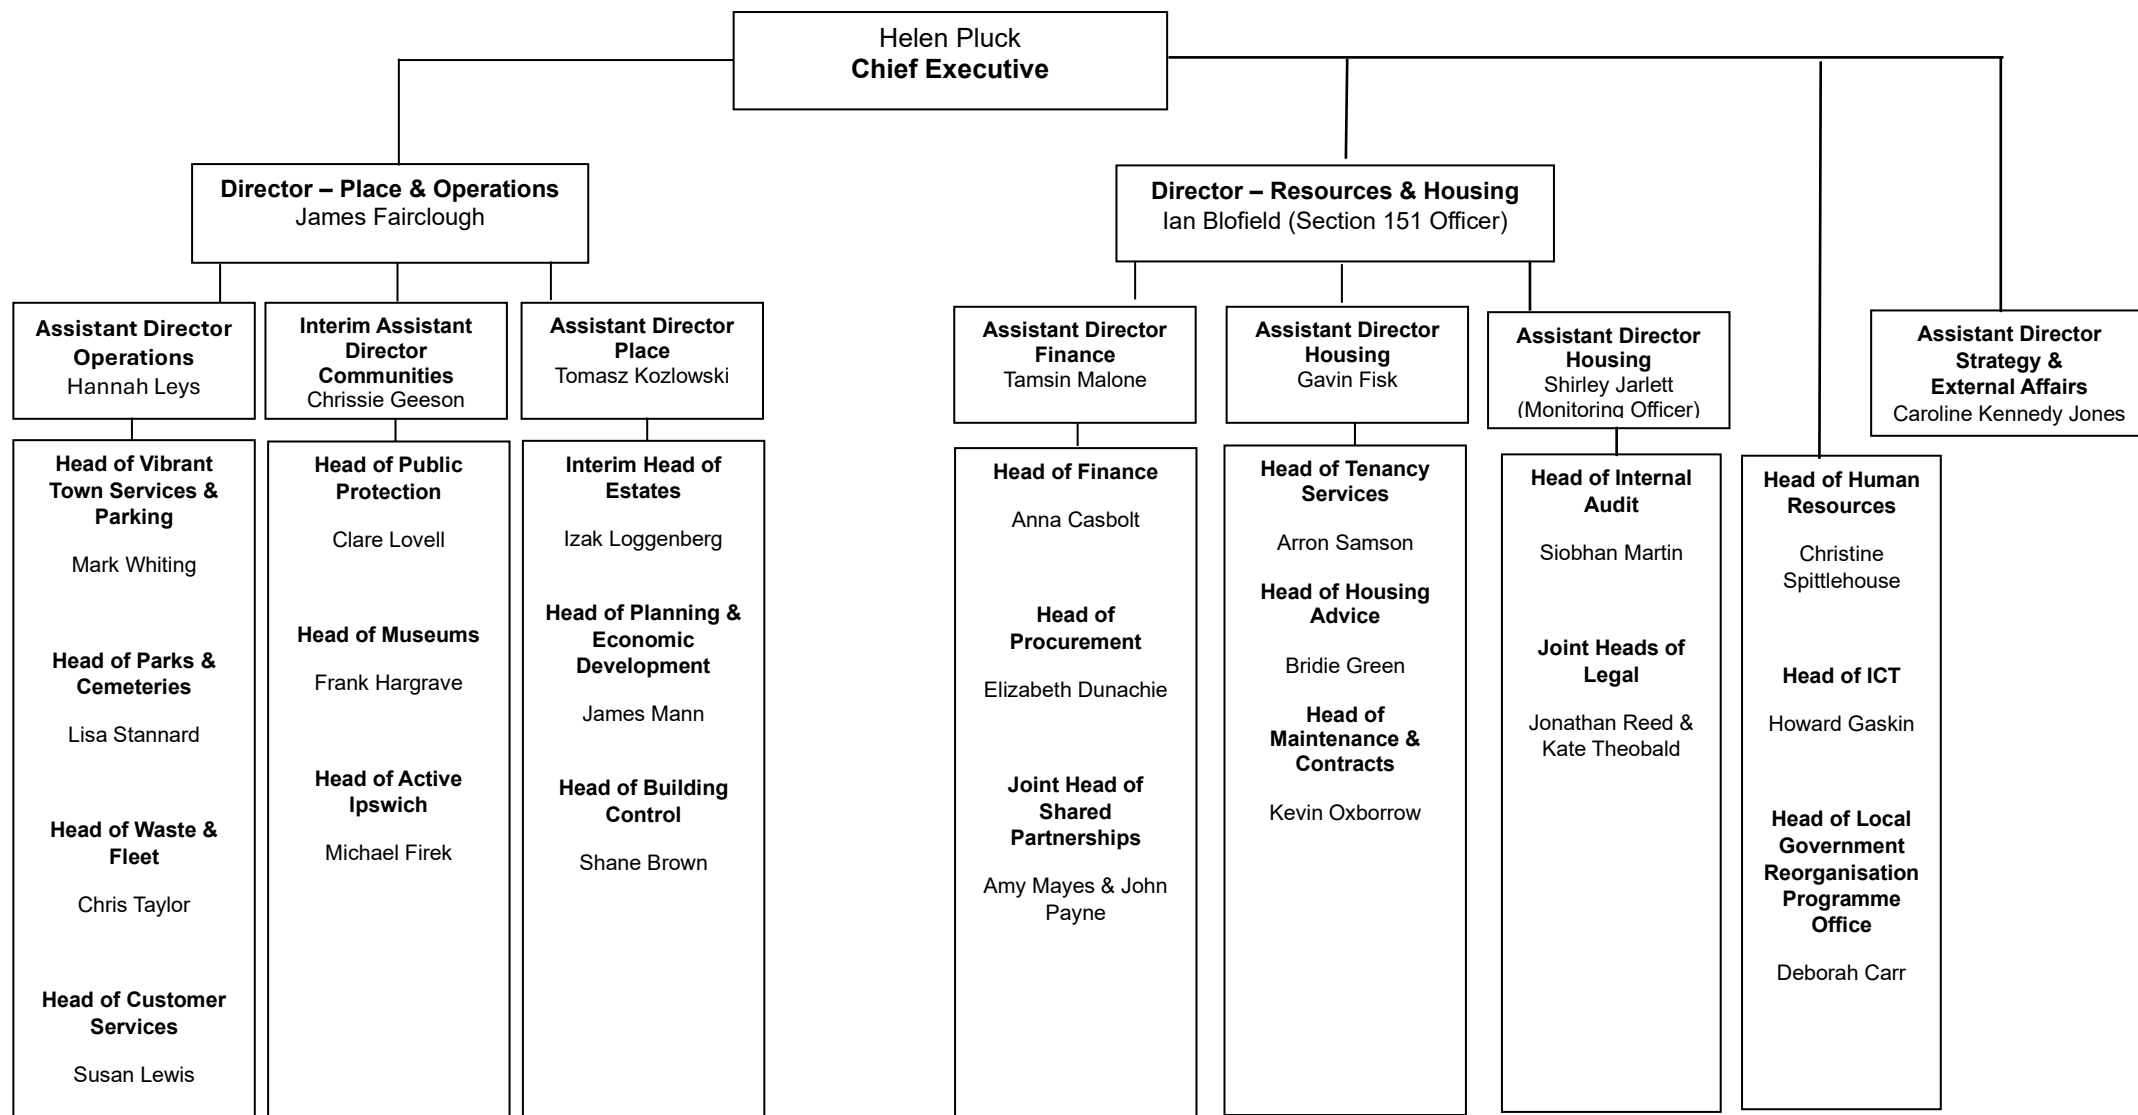 Helen Pluck
Chief Executive
Director – Place & Operations
James Fairclough
Director – Resources & Housing
Ian Blofield (Section 151 Officer)
Assistant Director
Operations
Hannah Leys
Interim Assistant
Director
Communities
Chrissie Geeson
Assistant Director
Place
Tomasz Kozlowski
Assistant Director
Finance
Tamsin Malone
Assistant Director
Housing
Gavin Fisk
Assistant Director
Housing
Shirley Jarlett
(Monitoring Officer)
Assistant Director
Strategy &
External Affairs
Caroline Kennedy Jones
Head of Vibrant
Town Services &
Parking
Mark Whiting
Head of Parks &
Cemeteries
Lisa Stannard
Head of Waste &
Fleet
Chris Taylor
Head of Customer
Services
Susan Lewis
Head of Public
Protection
Clare Lovell
Head of Museums
Frank Hargrave
Head of Active
Ipswich
Michael Firek
Interim Head of
Estates
Izak Loggenberg
Head of Planning &
Economic
Development
James Mann
Head of Building
Control
Shane Brown
Head of Finance
Anna Casbolt
Head of
Procurement
Elizabeth Dunachie
Joint Head of
Shared
Partnerships
Amy Mayes & John
Payne
Head of Tenancy
Services
Arron Samson
Head of Housing
Advice
Bridie Green
Head of
Maintenance &
Contracts
Kevin Oxborrow
Head of Internal
Audit
Siobhan Martin
Joint Heads of
Legal
Jonathan Reed &
Kate Theobald
Head of Human
Resources
Christine
Spittlehouse
Head of ICT
Howard Gaskin
Head of Local
Government
Reorganisation
Programme
Office
Deborah Carr